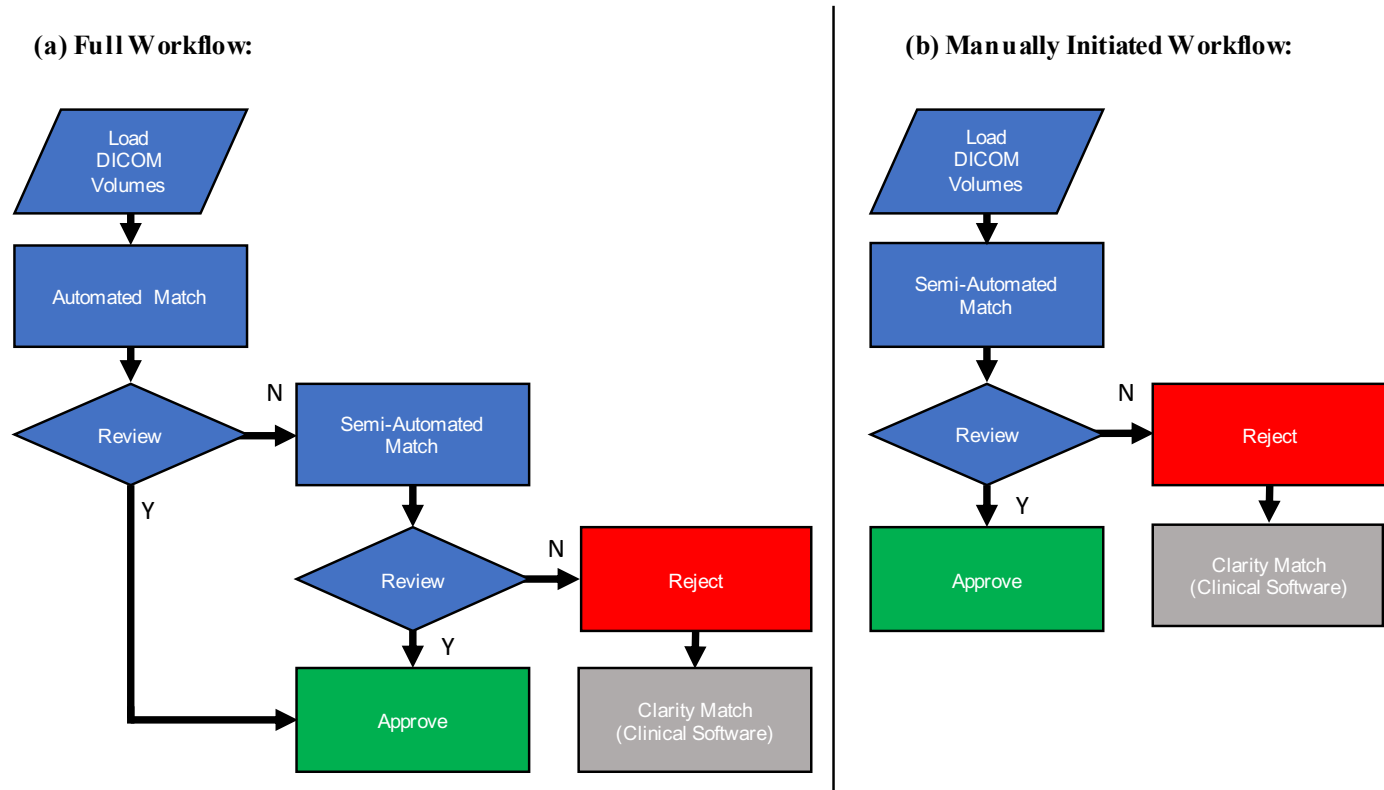 (a) Full Workflow:
Load
DICOM
Volumes
Automated Match
Review
N
Y
Semi-Automated
Match
Review
N
Y
Reject
Approve
Clarity Match
(Clinical Software)
(b) Manually Initiated Workflow:
Load
DICOM
Volumes
Semi-Automated
Match
Review
N
Y
Reject
Approve
Clarity Match
(Clinical Software)